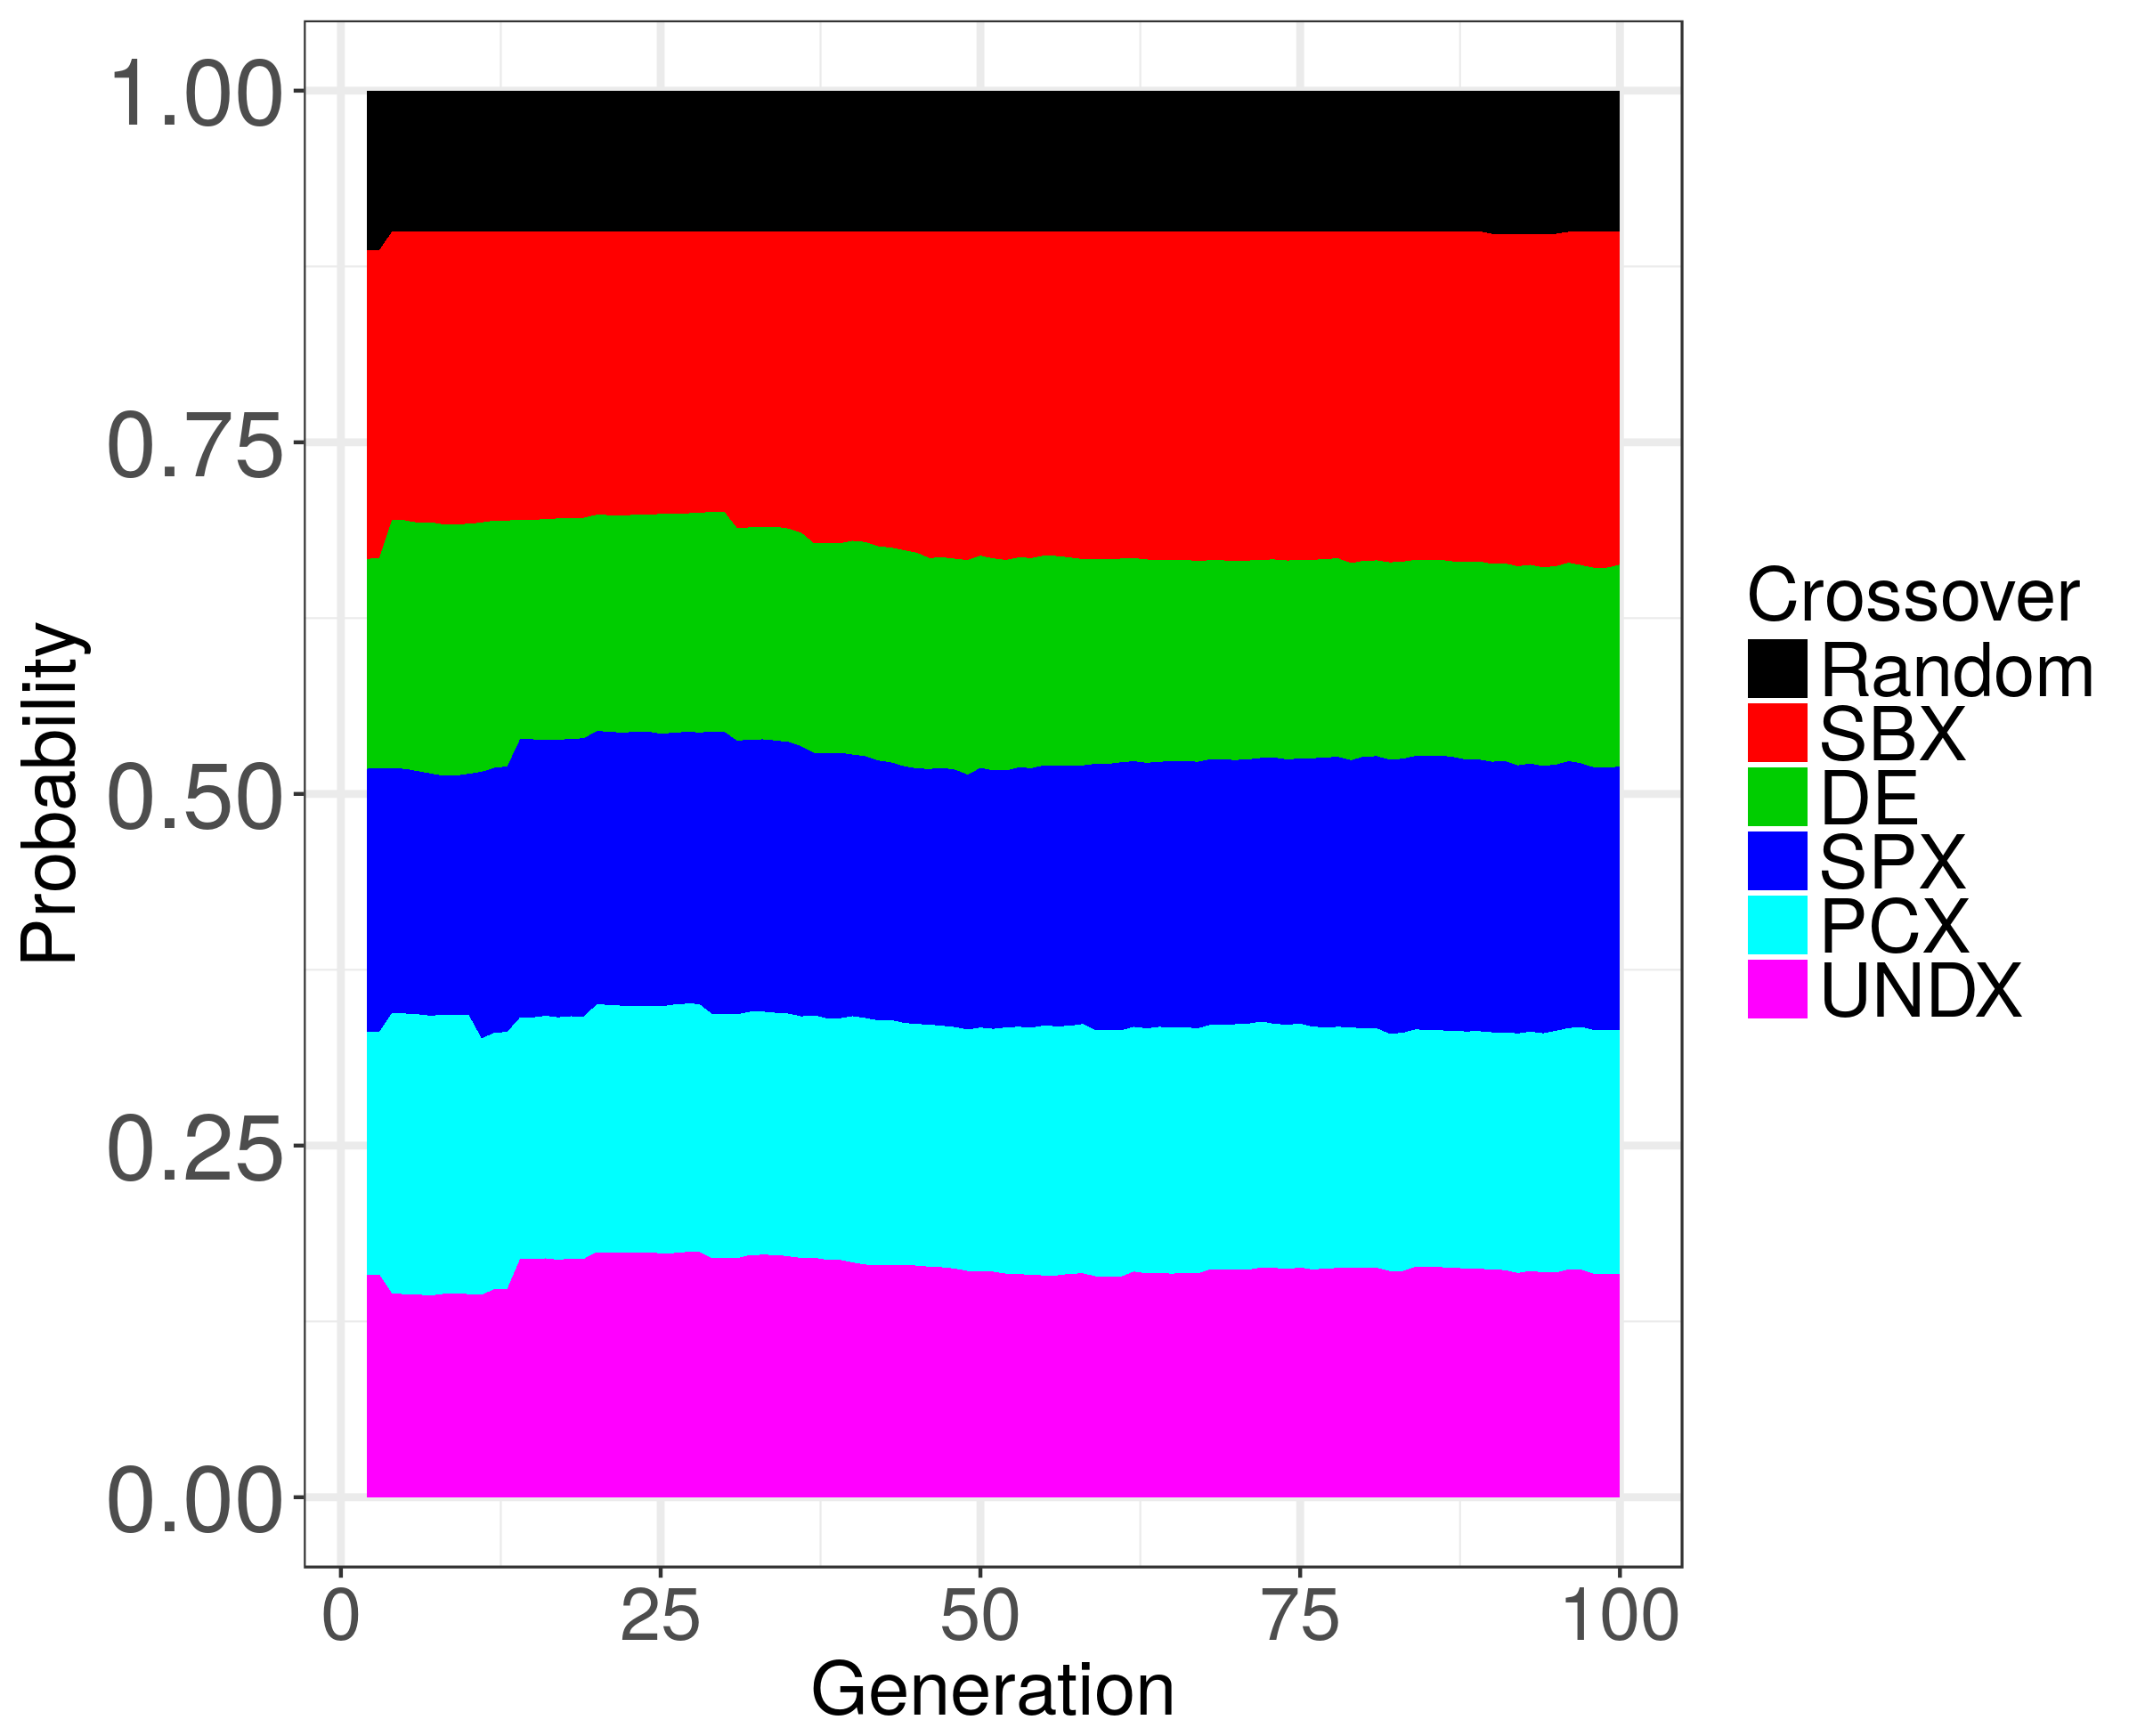 1.00
0.75
0.50
0.25
0.00
Probability
0 25 50 75 100
Generation
Crossover
Random
SBX
DE
SPX
PCX
UNDX